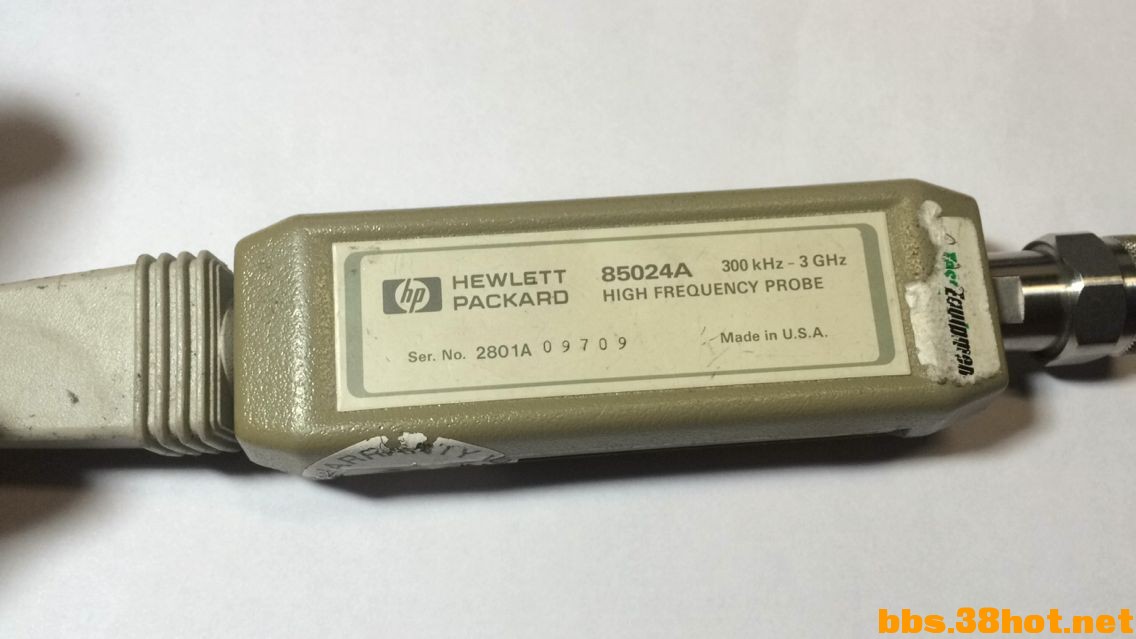 hp HEWLETT PACKARD
85024A 300 kHz - 3 GHz
HIGH FREQUENCY PROBE
Ser. No. 2801A 09709
Made in U.S.A.
WARRANTY
bbs.38hot.net